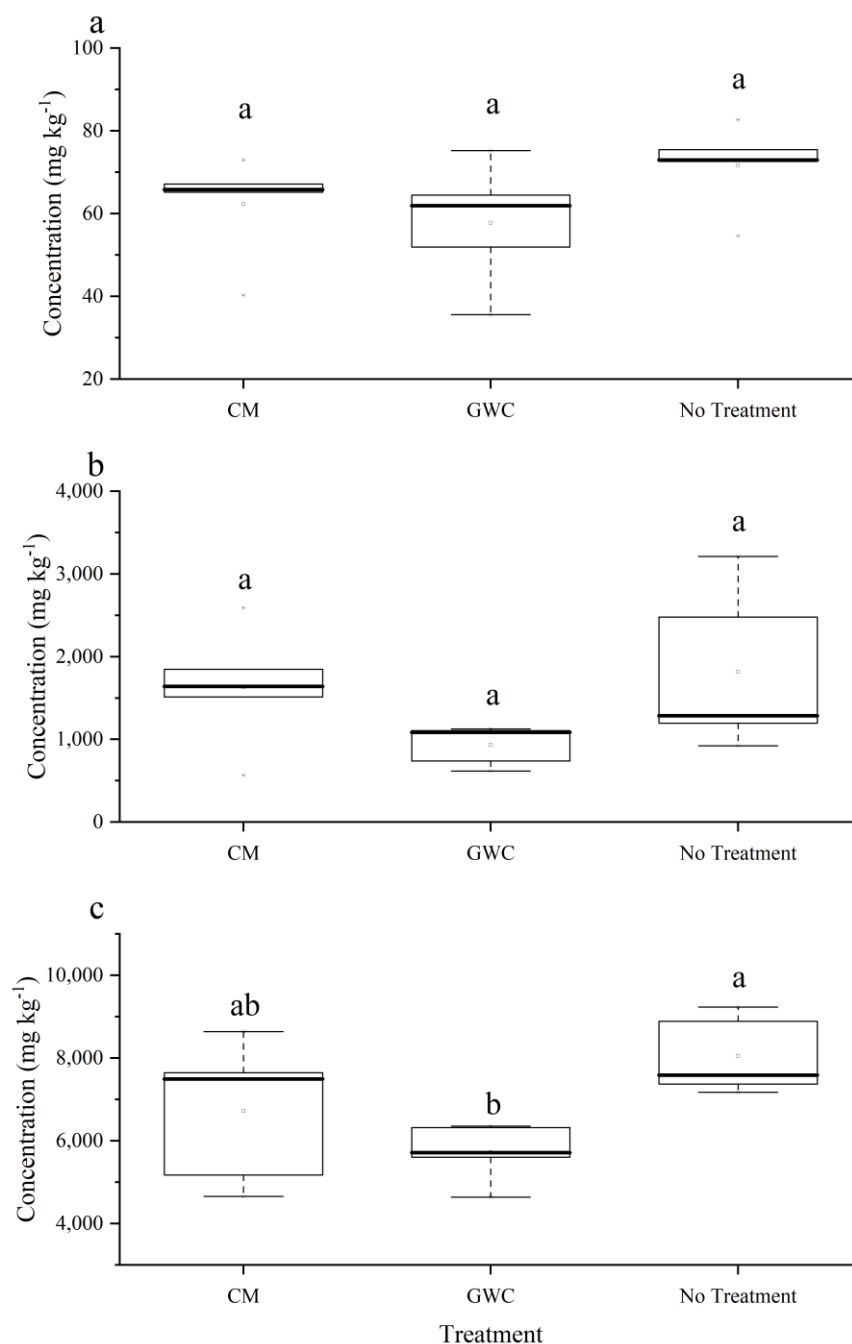 a
100
80
60
40
20
Concentration (mg kg⁻¹)
a a a
CM GWC No Treatment
b
4,000
3,000
2,000
1,000
0
Concentration (mg kg⁻¹)
a a a
CM GWC No Treatment
c
10,000
8,000
6,000
4,000
Concentration (mg kg⁻¹)
ab b a
CM GWC No Treatment
Treatment